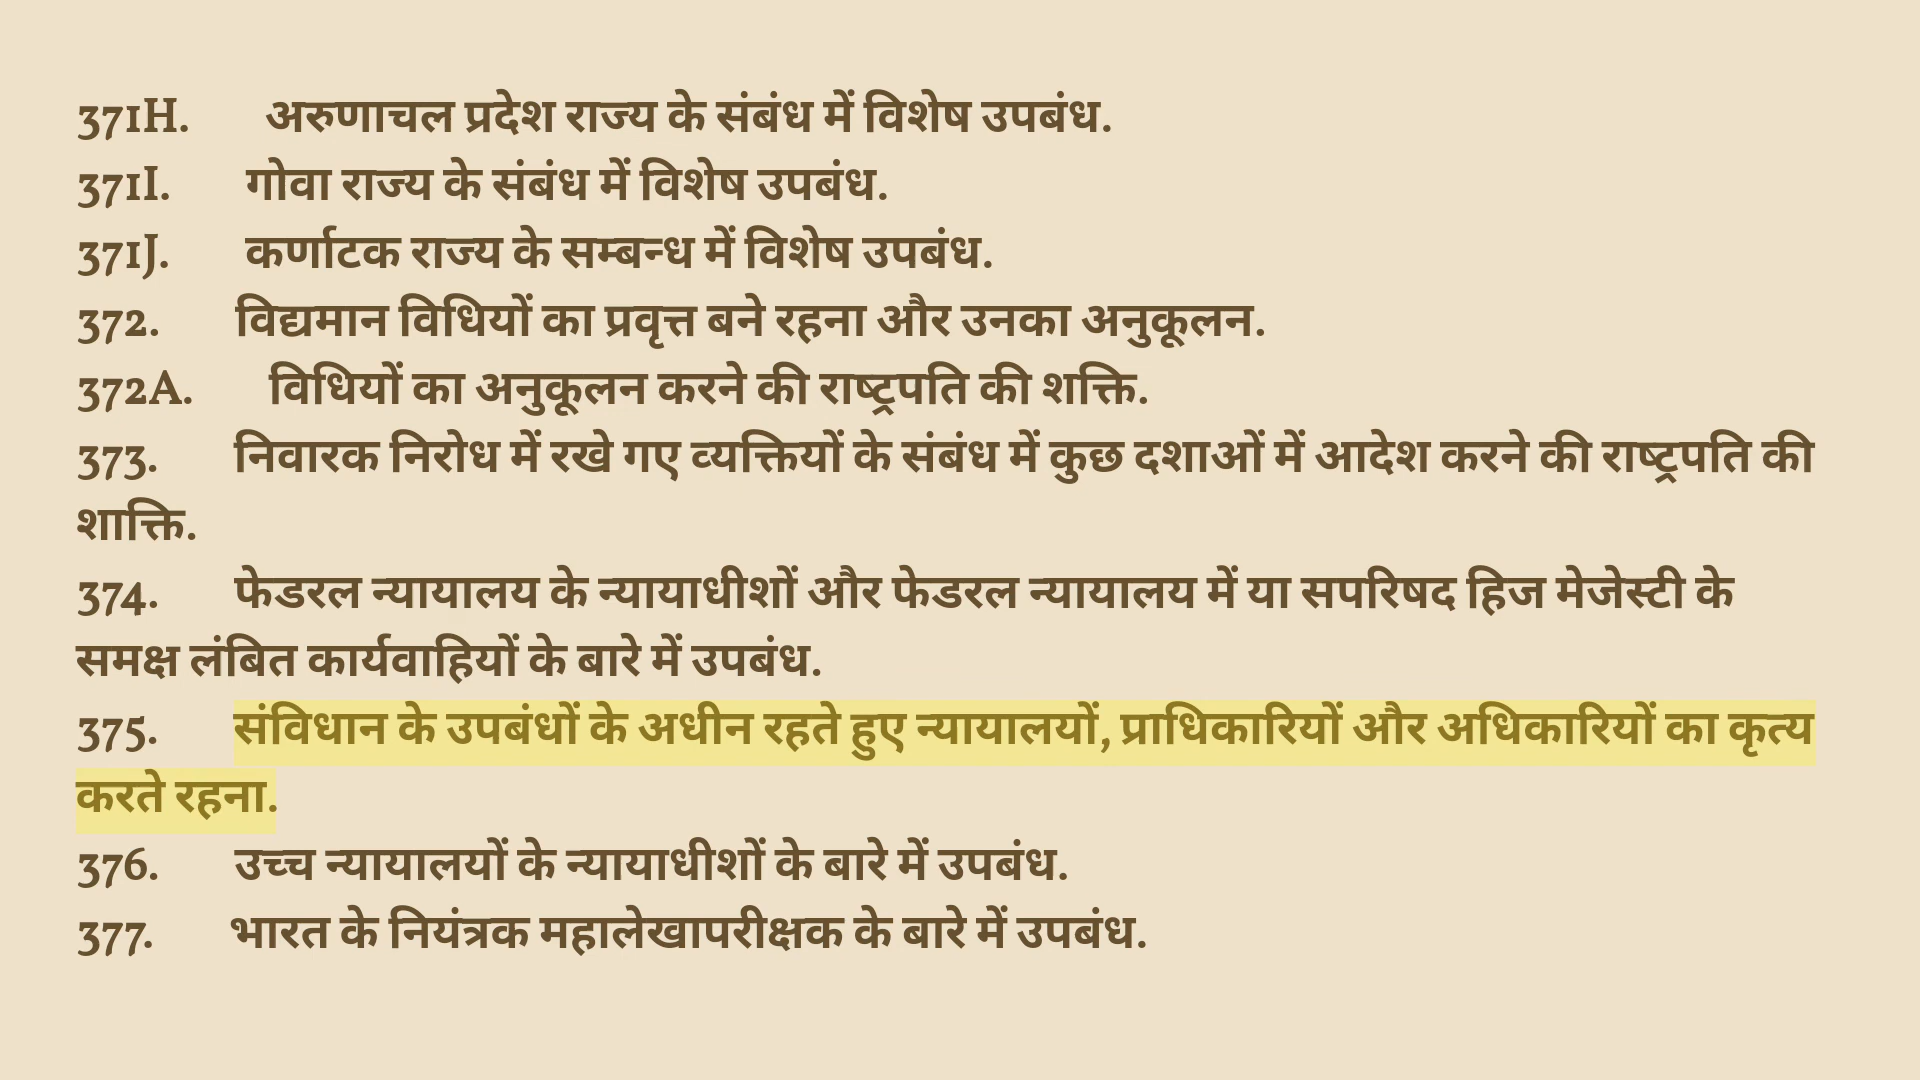 371H. अरुणाचल प्रदेश राज्य के संबंध में विशेष उपबंध.
371I. गोवा राज्य के संबंध में विशेष उपबंध.
371J. कर्णाटक राज्य के सम्बन्ध में विशेष उपबंध.
372. विद्यमान विधियों का प्रवृत्त बने रहना और उनका अनुकूलन.
372A. विधियों का अनुकूलन करने की राष्ट्रपति की शक्ति.
373. निवारक निरोध में रखे गए व्यक्तियों के संबंध में कुछ दशाओं में आदेश करने की राष्ट्रपति की
शाक्ति.
374. फेडरल न्यायालय के न्यायाधीशों और फेडरल न्यायालय में या सपरिषद हिज मेजेस्टी के
समक्ष लंबित कार्यवाहियों के बारे में उपबंध.
375. संविधान के उपबंधों के अधीन रहते हुए न्यायालयों, प्राधिकारियों और अधिकारियों का कृत्य
करते रहना.
376. उच्च न्यायालयों के न्यायाधीशों के बारे में उपबंध.
377. भारत के नियंत्रक महालेखापरीक्षक के बारे में उपबंध.